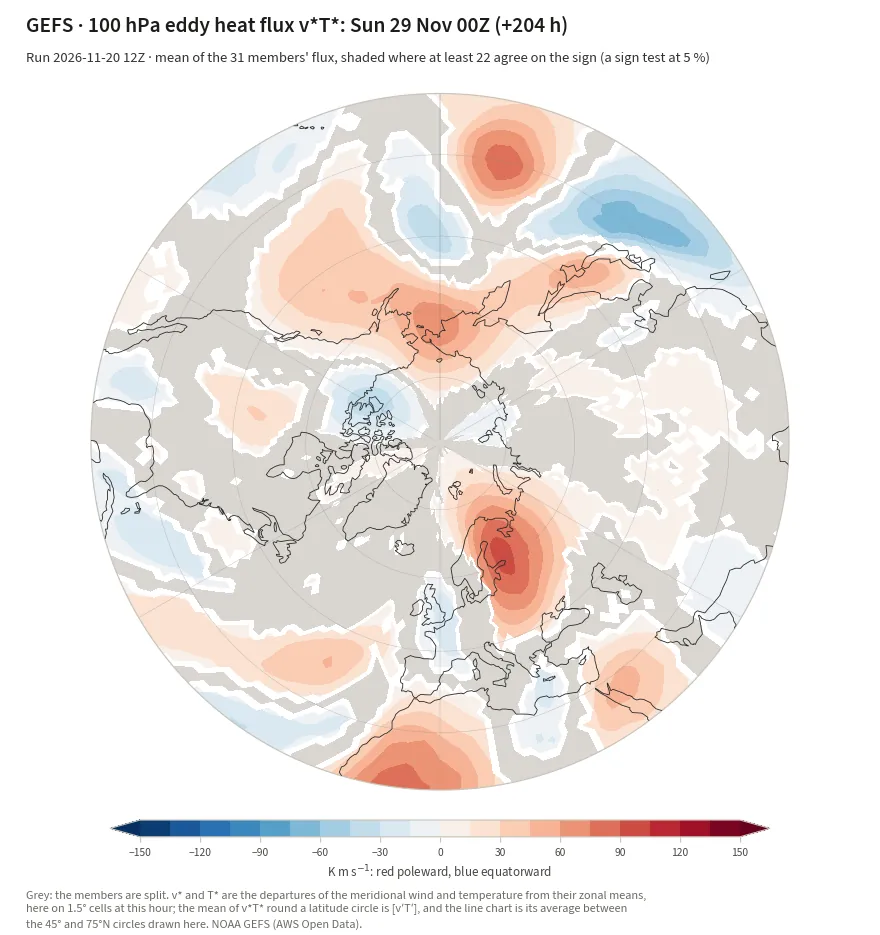 GEFS · 100 hPa eddy heat flux v*T*: Sun 29 Nov 00Z (+204 h)
Run 2026-11-20 12Z · mean of the 31 members' flux, shaded where at least 22 agree on the sign (a sign test at 5 %)
−150 −120 −90 −60 −30 0 30 60 90 120 150
K m s⁻¹: red poleward, blue equatorward
Grey: the members are split. v* and T* are the departures of the meridional wind and temperature from their zonal means,
here on 1.5° cells at this hour; the mean of v*T* round a latitude circle is [v'T'], and the line chart is its average between
the 45° and 75°N circles drawn here. NOAA GEFS (AWS Open Data).